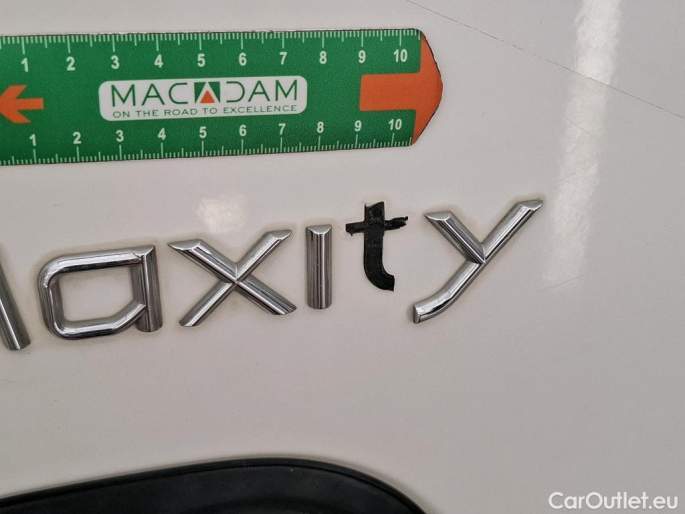 1 2 3 4 5 6 7 8 9 10
MACADAM
ON THE ROAD TO EXCELLENCE
1 2 3 4 5 6 7 8 9 10
axity
CarOutlet.eu